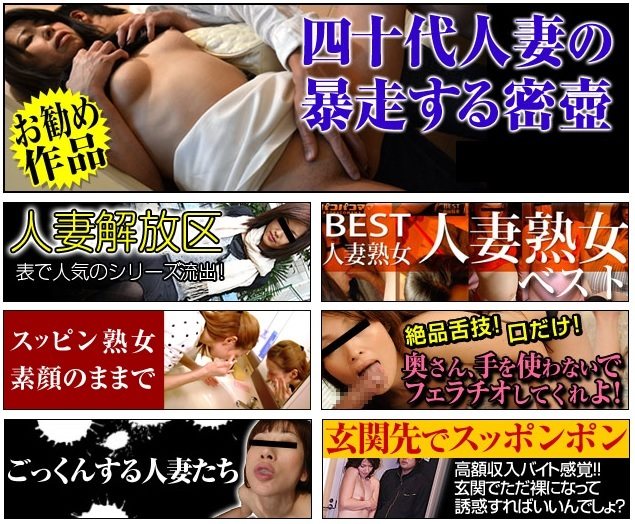 四十代人妻の
暴走する密壺
お勧め
作品
人妻解放区
表で人気のシリーズ流出!
BEST
人妻熟女
人妻熟女
ベスト
スッピン熟女
素顔のままで
絶品舌技!口だけ!
奥さん、手を使わないで
フェラチオしてくれよ!
ごっくんする人妻たち
玄関先でスッポンポン
高額収入バイト感覚!!
玄関でただ裸になって
誘惑すればいいんでしょ?